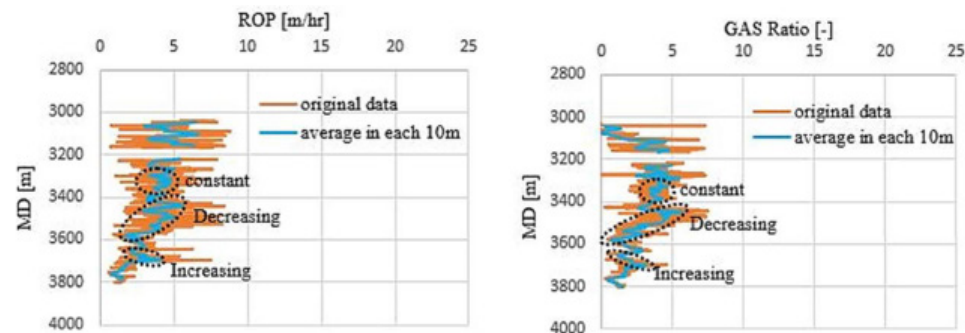 ROP [m/hr]
0 5 10 15 20 25
2800
3000
3200
3400
3600
3800
4000
MD [m]
original data
average in each 10m
constant
Decreasing
Increasing
GAS Ratio [-]
0 5 10 15 20 25
2800
3000
3200
3400
3600
3800
4000
MD [m]
original data
average in each 10m
constant
Decreasing
Increasing